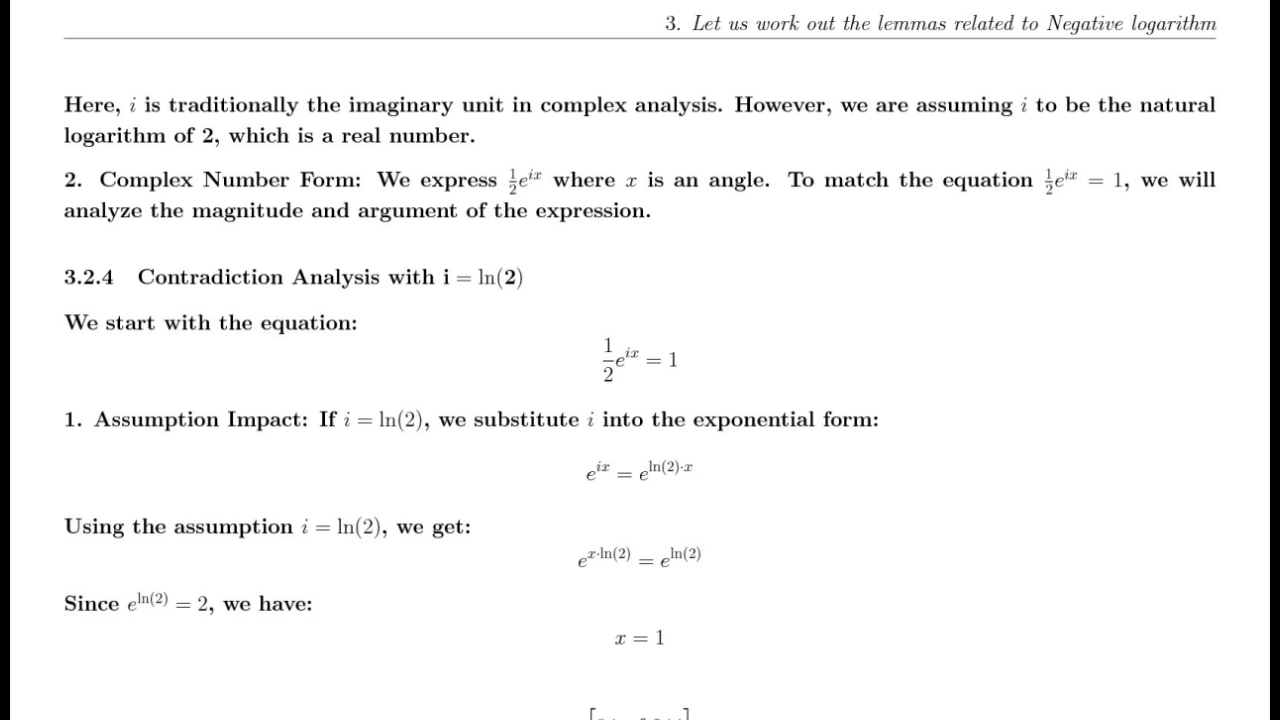 3. Let us work out the lemmas related to Negative logarithm
Here, i is traditionally the imaginary unit in complex analysis. However, we are assuming i to be the natural
logarithm of 2, which is a real number.
2. Complex Number Form: We express ½e^{ix} where x is an angle. To match the equation ½e^{ix} = 1, we will
analyze the magnitude and argument of the expression.
3.2.4 Contradiction Analysis with i = ln(2)
We start with the equation:
½e^{ix} = 1
1. Assumption Impact: If i = ln(2), we substitute i into the exponential form:
e^{ix} = e^{ln(2)·x}
Using the assumption i = ln(2), we get:
e^{x·ln(2)} = e^{ln(2)}
Since e^{ln(2)} = 2, we have:
x = 1